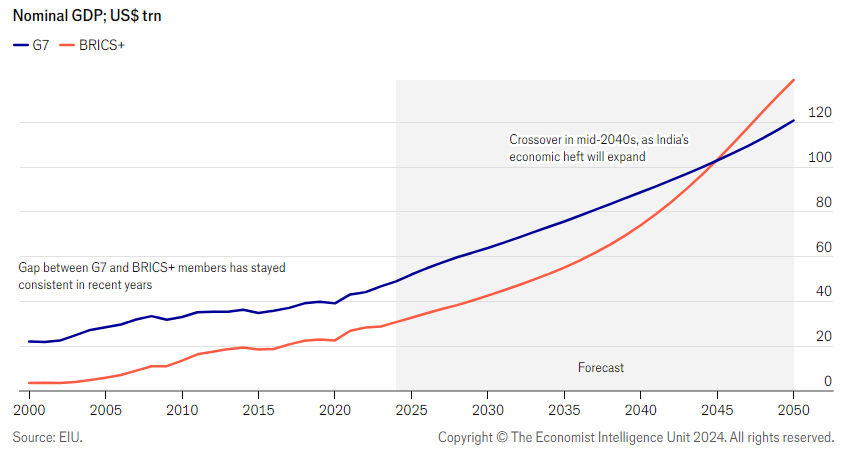 Nominal GDP; US$ trn
G7 BRICS+
120
Crossover in mid-2040s, as India's
economic heft will expand
100
80
60
Gap between G7 and BRICS+ members has stayed
consistent in recent years
40
20
Forecast
0
2000 2005 2010 2015 2020 2025 2030 2035 2040 2045 2050
Source: EIU. Copyright © The Economist Intelligence Unit 2024. All rights reserved.